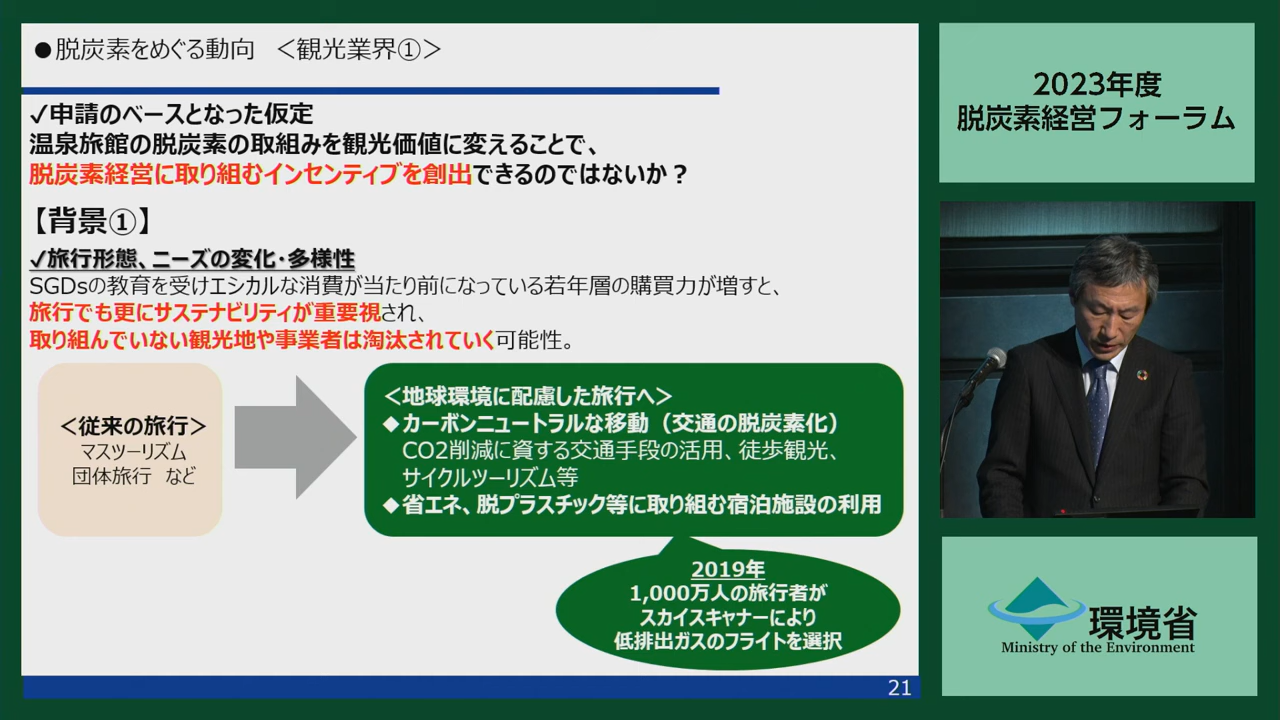 ●脱炭素をめぐる動向 ＜観光業界①＞
✓申請のベースとなった仮定
温泉旅館の脱炭素の取組みを観光価値に変えることで、
脱炭素経営に取り組むインセンティブを創出できるのではないか？
【背景①】
✓旅行形態、ニーズの変化・多様性
SGDsの教育を受けエシカルな消費が当たり前になっている若年層の購買力が増すと、
旅行でも更にサステナビリティが重要視され、
取り組んでいない観光地や事業者は淘汰されていく可能性。
＜従来の旅行＞
マスツーリズム
団体旅行 など
＜地球環境に配慮した旅行へ＞
◆カーボンニュートラルな移動（交通の脱炭素化）
CO2削減に資する交通手段の活用、徒歩観光、
サイクルツーリズム等
◆省エネ、脱プラスチック等に取り組む宿泊施設の利用
2019年
1,000万人の旅行者が
スカイスキャナーにより
低排出ガスのフライトを選択
21
2023年度
脱炭素経営フォーラム
環境省
Ministry of the Environment